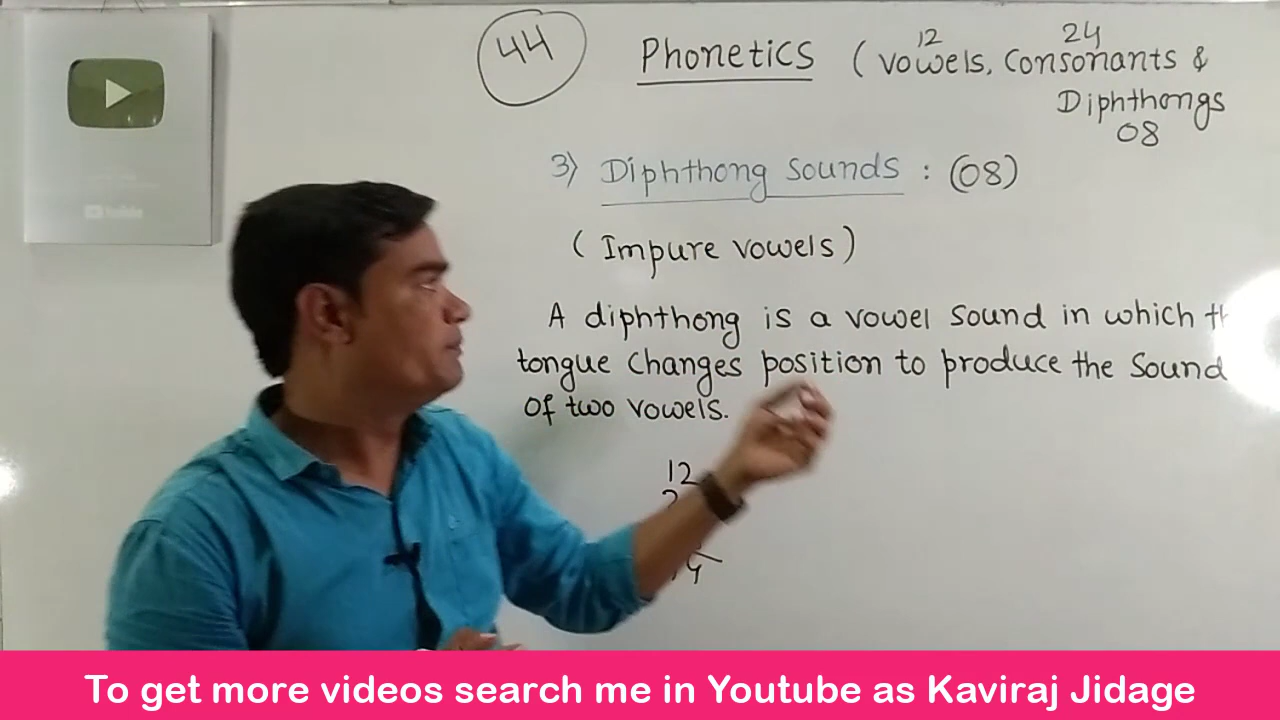 44
Phonetics (Vowels, Consonants &
12 24
Diphthongs
08
3) Diphthong Sounds : (08)
(Impure vowels)
A diphthong is a vowel sound in which
tongue changes position to produce the Sound
of two vowels.
12
YouTube
To get more videos search me in Youtube as Kaviraj Jidage